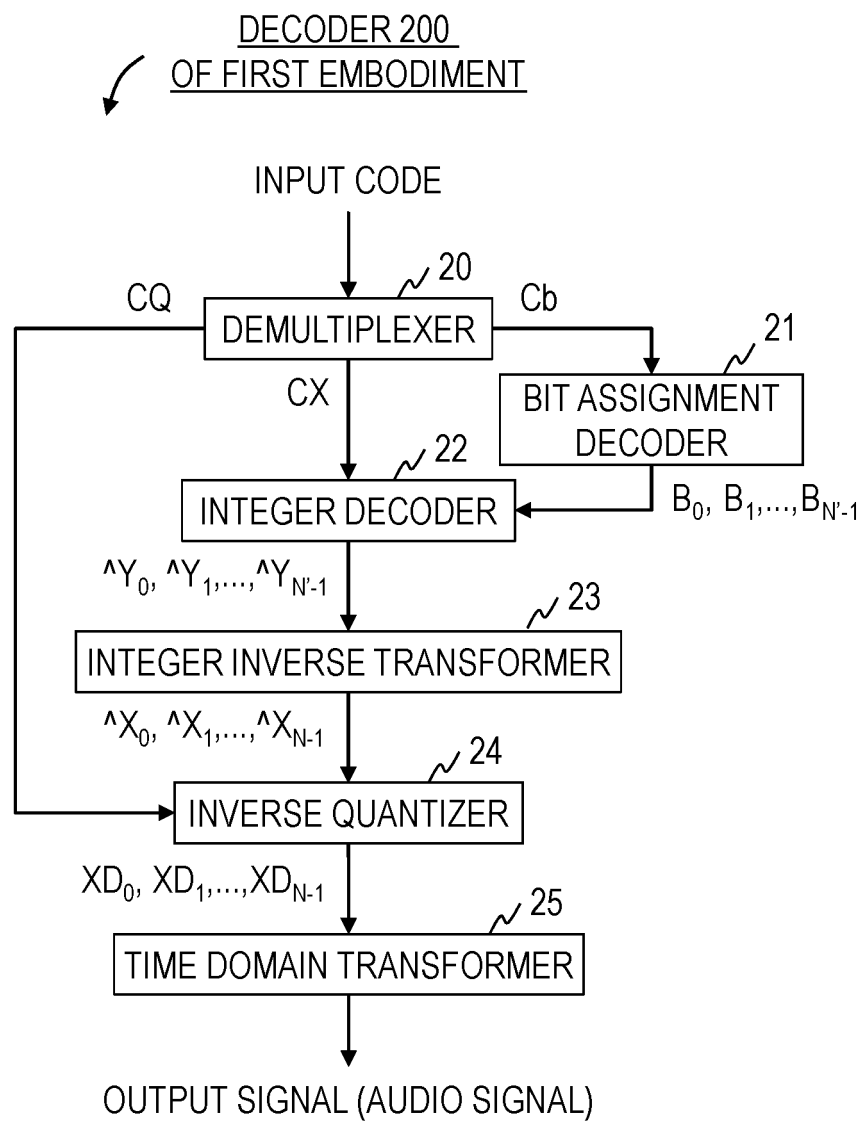 DECODER 200
OF FIRST EMBODIMENT
INPUT CODE
20
CQ
Cb
DEMULTIPLEXER
21
CX
BIT ASSIGNMENT
DECODER
22
INTEGER DECODER
B0, B1,...,BN'-1
^Y0, ^Y1,...,^YN'-1
23
INTEGER INVERSE TRANSFORMER
^X0, ^X1,...,^XN-1
24
INVERSE QUANTIZER
XD0, XD1,...,XDN-1
25
TIME DOMAIN TRANSFORMER
OUTPUT SIGNAL (AUDIO SIGNAL)